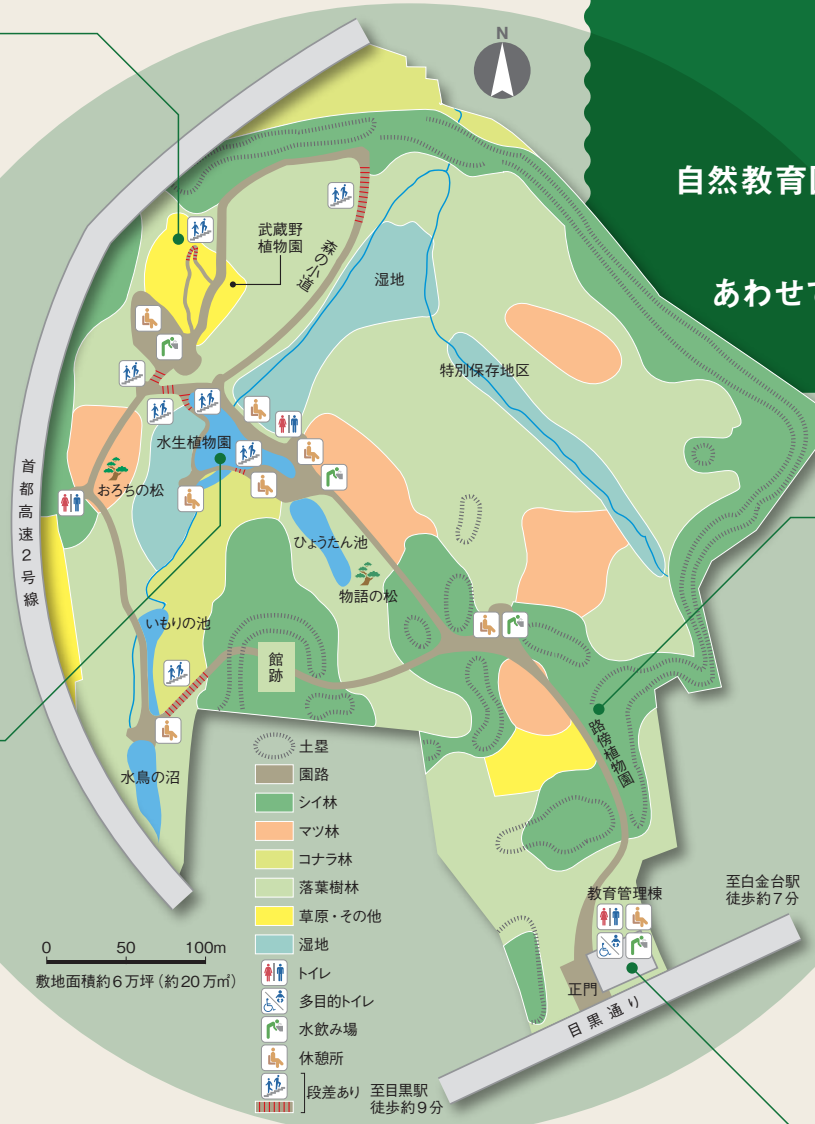 N
自然教育
あわせて
武蔵野
植物園
森の小道
湿地
特別保存地区
水生植物園
おろちの松
首都高速2号線
ひょうたん池
物語の松
いもりの池
館跡
水鳥の沼
路傍植物園
土塁
園路
シイ林
マツ林
コナラ林
落葉樹林
草原・その他
湿地
トイレ
多目的トイレ
水飲み場
休憩所
段差あり
0 50 100m
敷地面積約6万坪（約20万㎡）
教育管理棟
至白金台駅
徒歩約7分
正門
目黒通り
至目黒駅
徒歩約9分